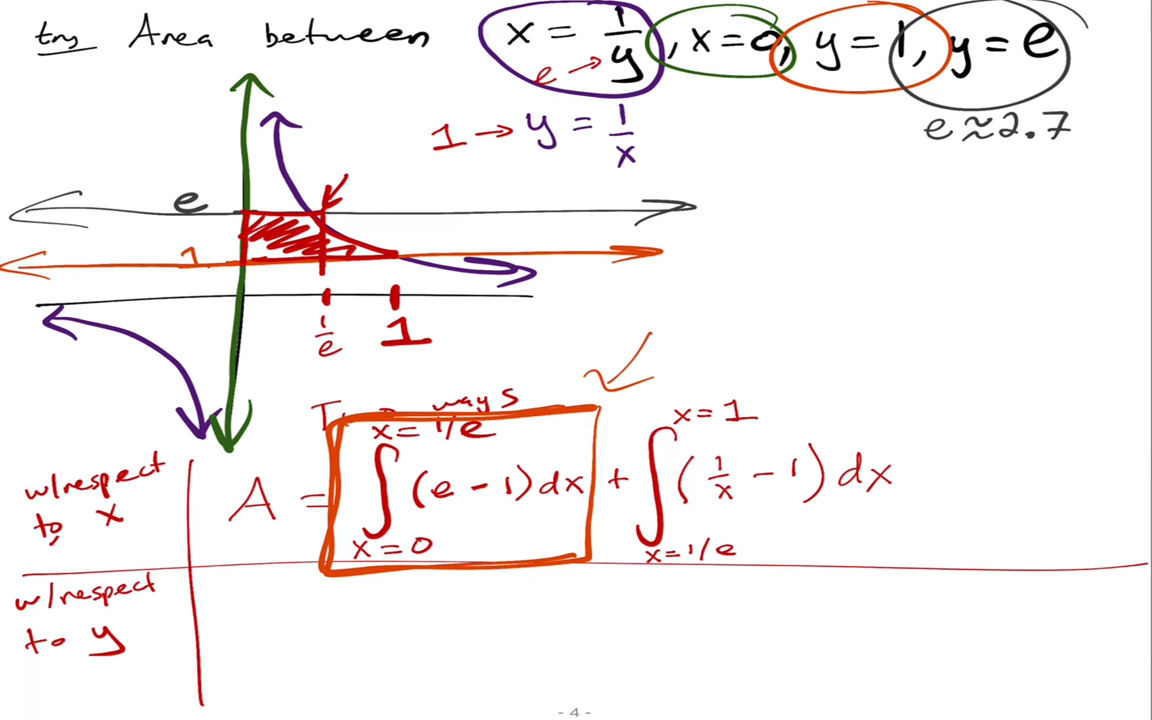 try Area between x = 1/y, x=0, y=1, y=e
e →
1 → y = 1/x
e≈2.7
e
1
1/e
1
ways
w/respect to x
A = ∫_{x=0}^{x=1/e} (e-1)dx + ∫_{x=1/e}^{x=1} (1/x - 1)dx
w/respect to y
- 4 -